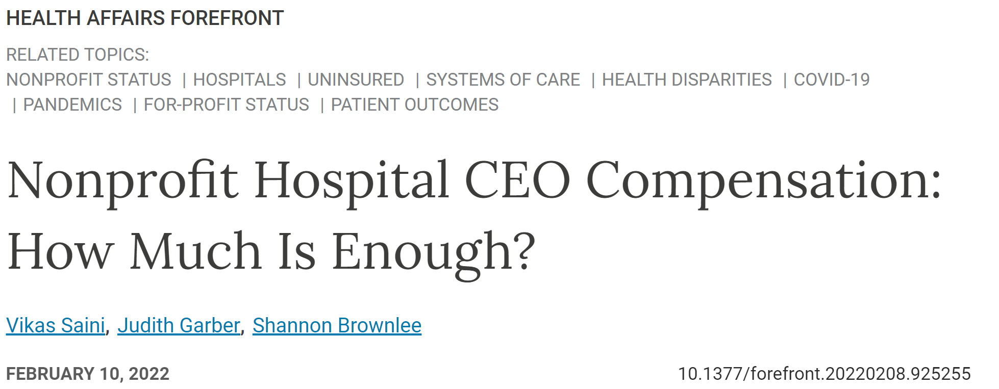 HEALTH AFFAIRS FOREFRONT
RELATED TOPICS:
NONPROFIT STATUS | HOSPITALS | UNINSURED | SYSTEMS OF CARE | HEALTH DISPARITIES | COVID-19
| PANDEMICS | FOR-PROFIT STATUS | PATIENT OUTCOMES
Nonprofit Hospital CEO Compensation:
How Much Is Enough?
Vikas Saini, Judith Garber, Shannon Brownlee
FEBRUARY 10, 2022 10.1377/forefront.20220208.925255